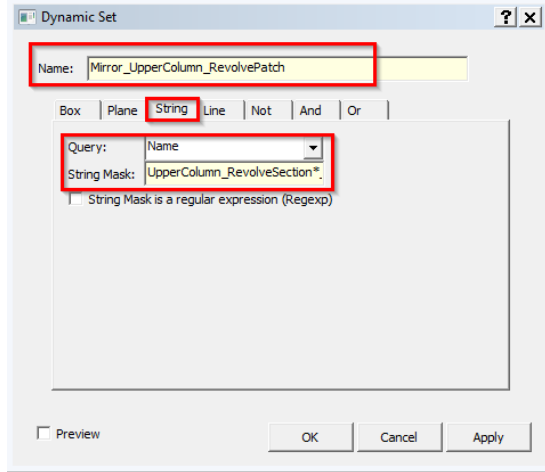 Dynamic Set
Name: Mirror_UpperColumn_RevolvePatch
Box Plane String Line Not And Or
Query: Name
String Mask: UpperColumn_RevolveSection*_
String Mask is a regular expression (Regexp)
Preview OK Cancel Apply